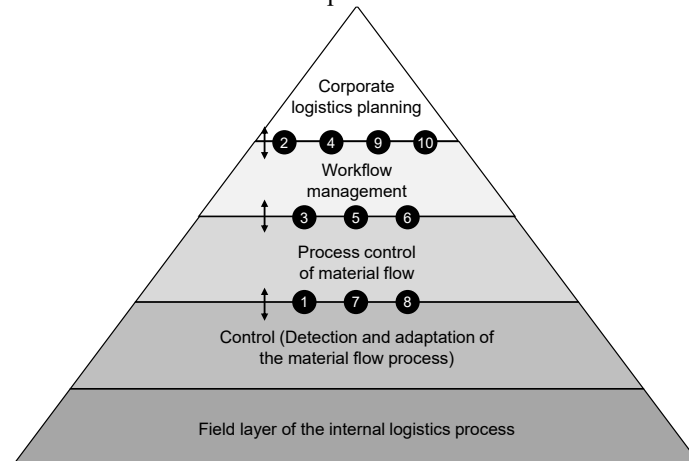 Corporate
logistics planning
2 4 9 10
Workflow
management
3 5 6
Process control
of material flow
1 7 8
Control (Detection and adaptation of
the material flow process)
Field layer of the internal logistics process